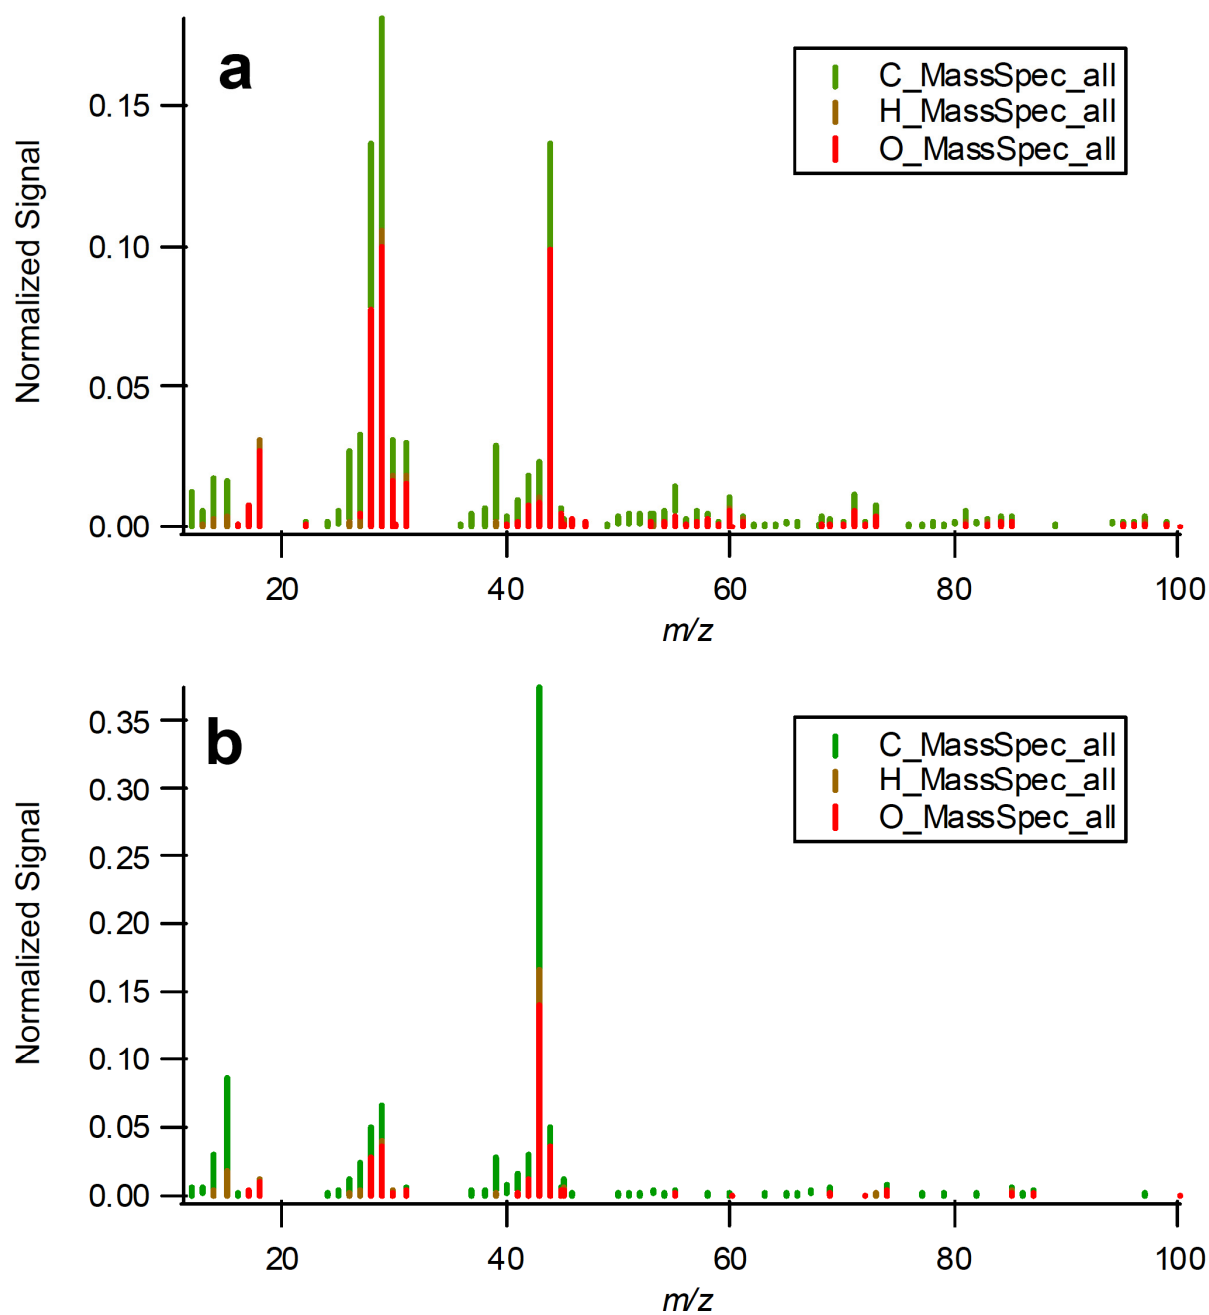 a
C_MassSpec_all
H_MassSpec_all
O_MassSpec_all
Normalized Signal
0.15
0.10
0.05
0.00
20 40 60 80 100
m/z
b
C_MassSpec_all
H_MassSpec_all
O_MassSpec_all
Normalized Signal
0.35
0.30
0.25
0.20
0.15
0.10
0.05
0.00
20 40 60 80 100
m/z